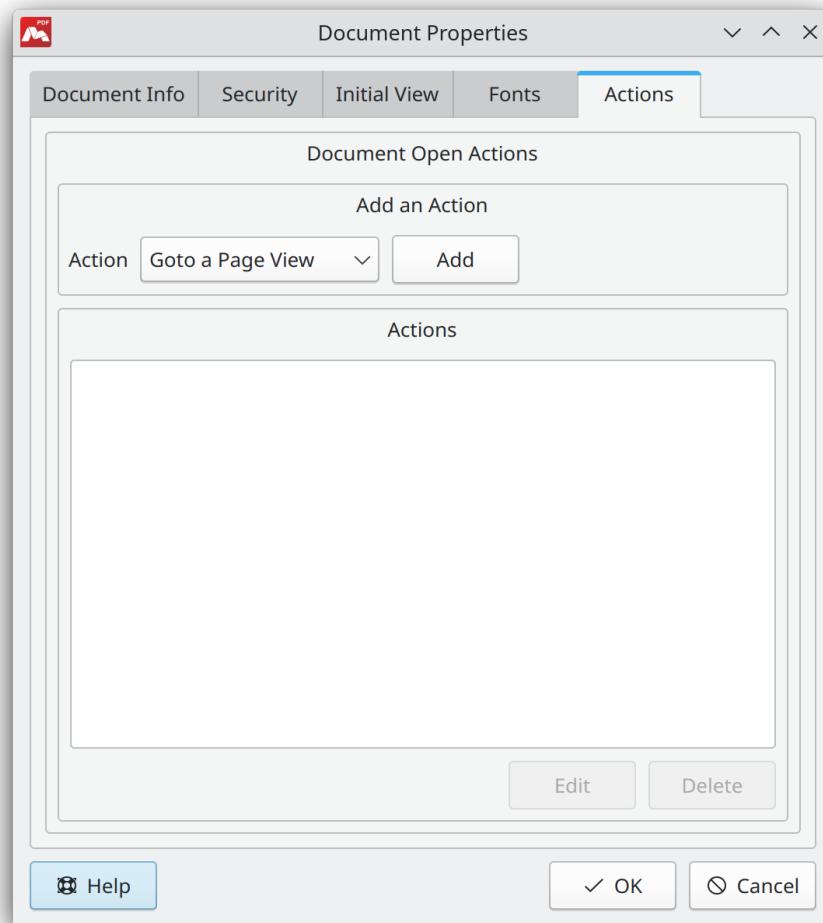 PDF
Document Properties
Document Info Security Initial View Fonts Actions
Document Open Actions
Add an Action
Action Goto a Page View Add
Actions
Edit Delete
Help OK Cancel